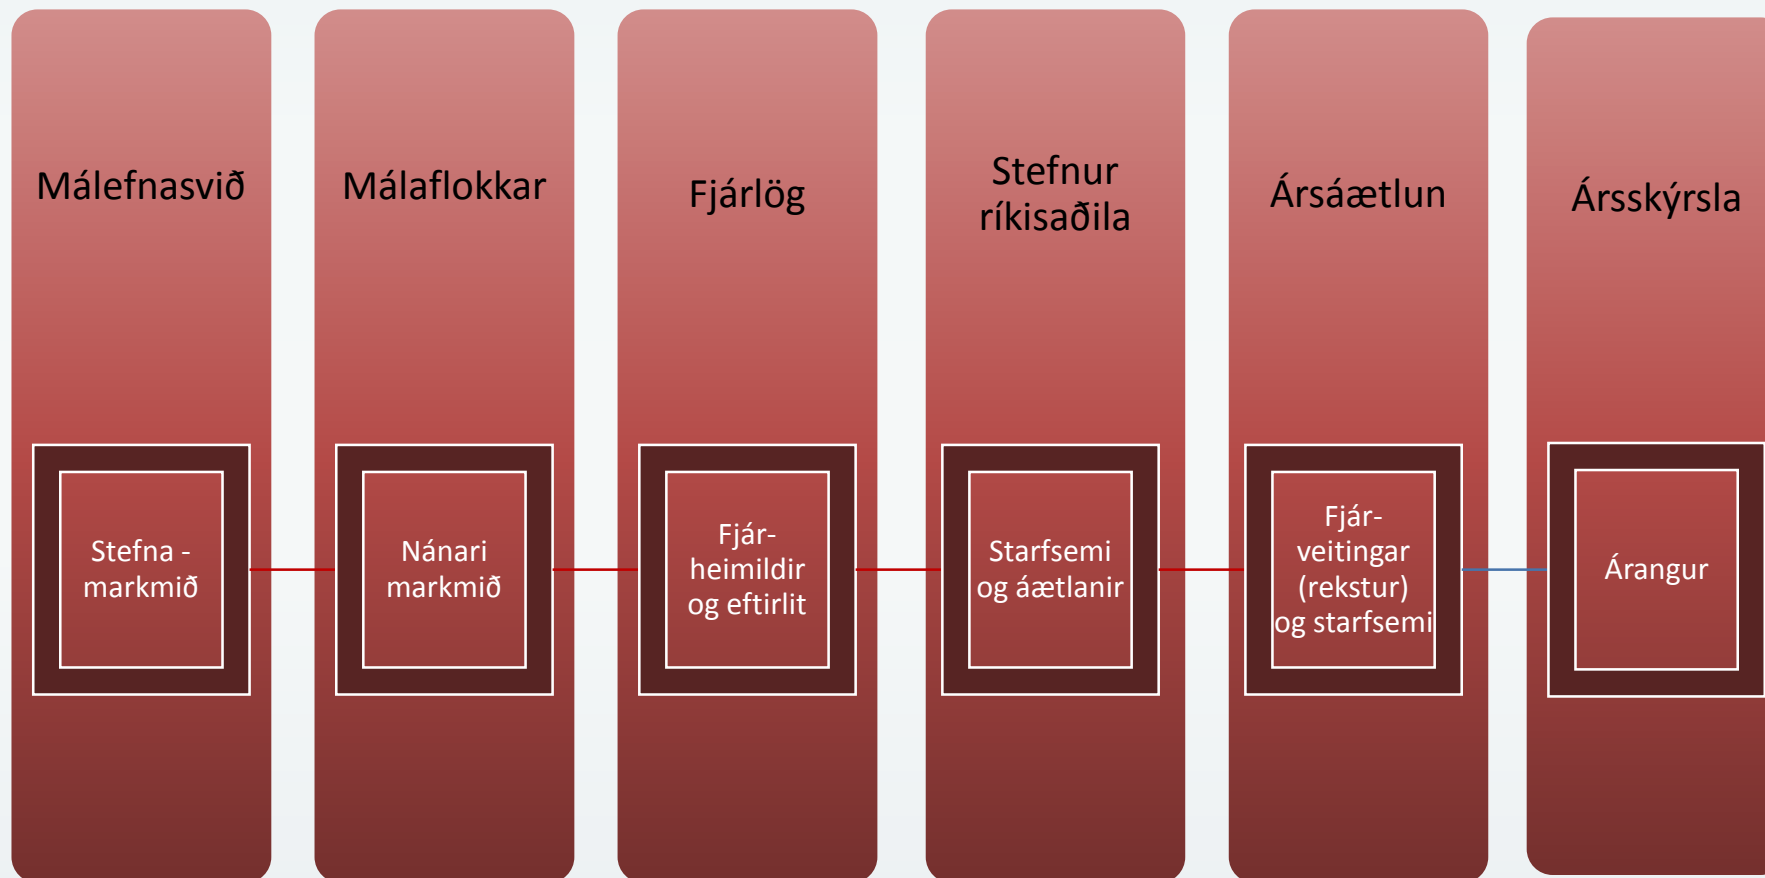 Málefnasvið
Málaflokkar
Fjárlög
Stefnur
ríkisaðila
Ársáætlun
Ársskýrsla
Stefna -
markmið
Nánari
markmið
Fjár-
heimildir
og eftirlit
Starfsemi
og áætlanir
Fjár-
veitingar
(rekstur)
og starfsemi
Árangur